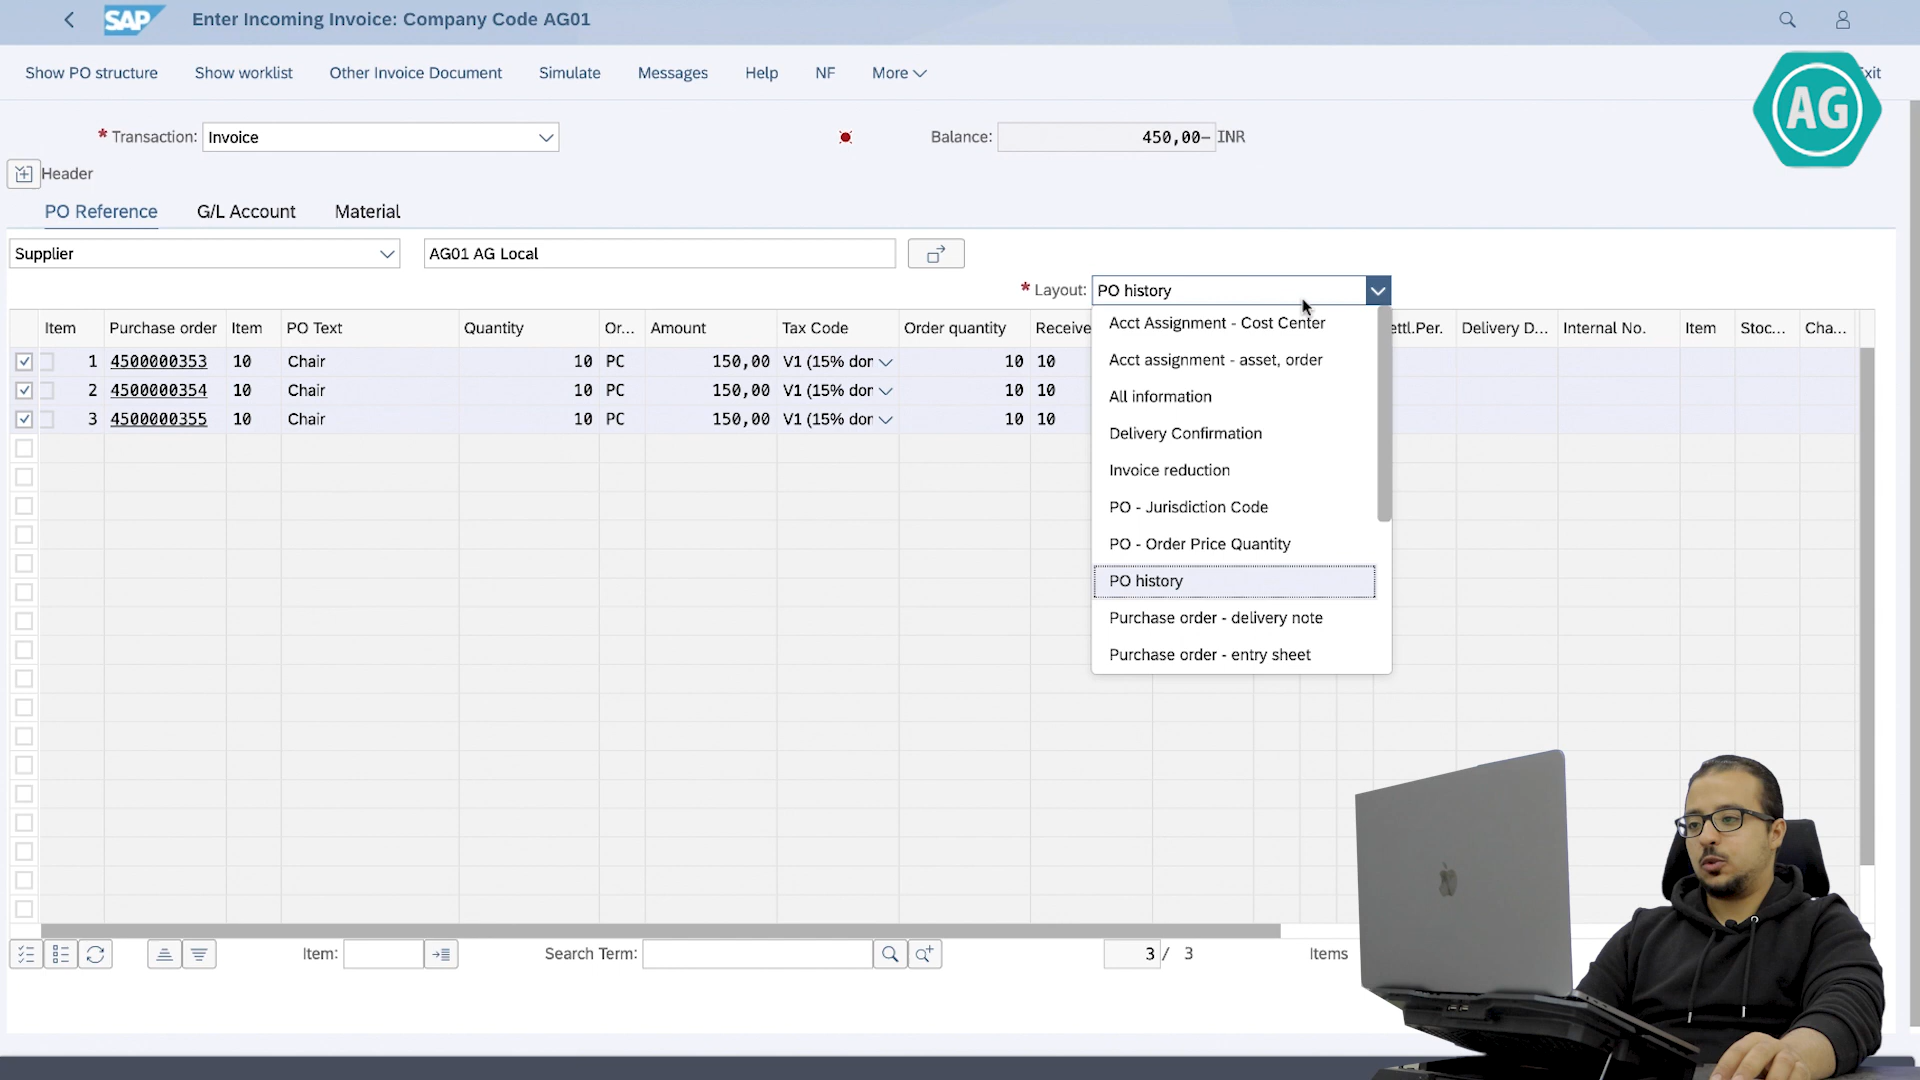 SAP Enter Incoming Invoice: Company Code AG01
Show PO structure Show worklist Other Invoice Document Simulate Messages Help NF More xit
AG
* Transaction: Invoice Balance: 450,00- INR
Header
PO Reference G/L Account Material
Supplier AG01 AG Local
* Layout: PO history
Item Purchase order Item PO Text Quantity Or... Amount Tax Code Order quantity Receive ettl.Per. Delivery D... Internal No. Item Stoc... Cha...
1 4500000353 10 Chair 10 PC 150,00 V1 (15% dor 10 10
2 4500000354 10 Chair 10 PC 150,00 V1 (15% dor 10 10
3 4500000355 10 Chair 10 PC 150,00 V1 (15% dor 10 10
Acct Assignment - Cost Center
Acct assignment - asset, order
All information
Delivery Confirmation
Invoice reduction
PO - Jurisdiction Code
PO - Order Price Quantity
PO history
Purchase order - delivery note
Purchase order - entry sheet
Item: Search Term: 3 / 3 Items